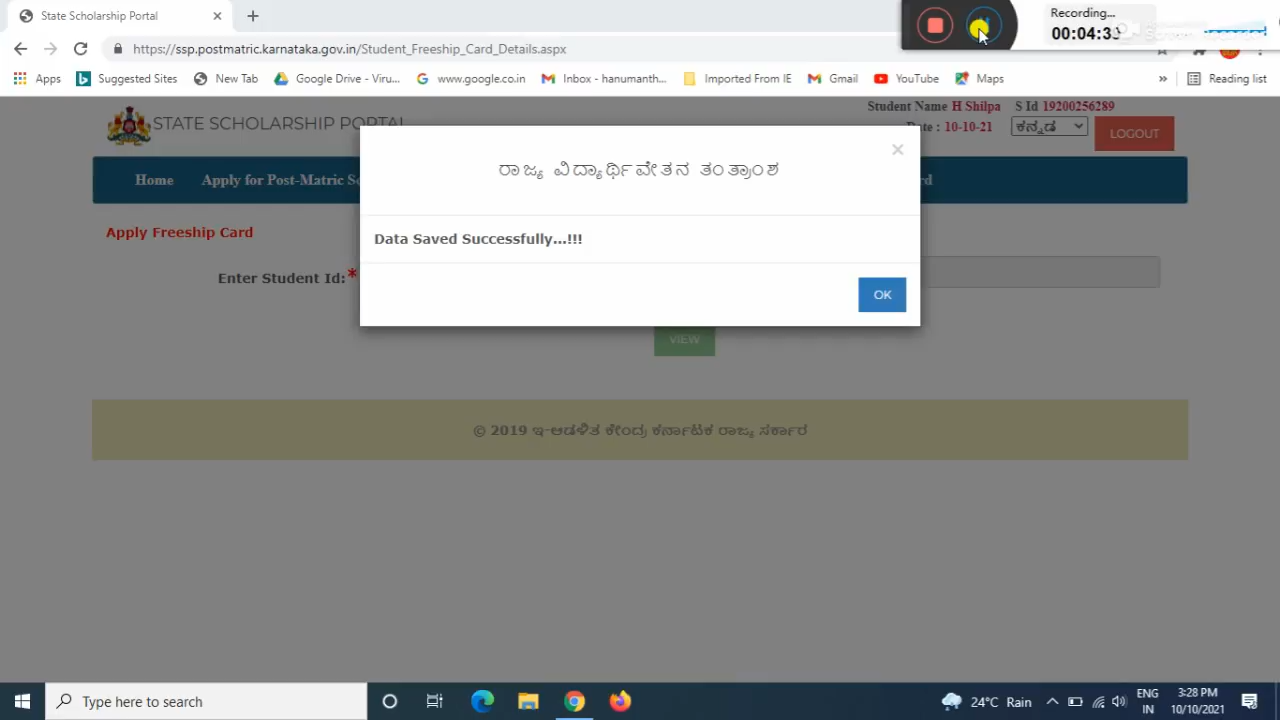 State Scholarship Portal
Recording...
00:04:33
https://ssp.postmatric.karnataka.gov.in/Student_Freeship_Card_Details.aspx
Apps Suggested Sites New Tab Google Drive - Viru... www.google.co.in Inbox - hanumanth... Imported From IE Gmail YouTube Maps » Reading list
Student Name H Shilpa S Id 19200256289
STATE SCHOLARSHIP PORTAL
Date : 10-10-21 ಕನ್ನಡ LOGOUT
×
ರಾಜ್ಯ ವಿದ್ಯಾರ್ಥಿವೇತನ ತಂತ್ರಾಂಶ
Home Apply for Post-Matric
Apply Freeship Card
Data Saved Successfully...!!!
Enter Student Id:*
OK
VIEW
© 2019 ಇ-ಆಡಳಿತ ಕೇಂದ್ರ ಕರ್ನಾಟಕ ರಾಜ್ಯ ಸರ್ಕಾರ
Type here to search
24°C Rain
ENG
IN
3:28 PM
10/10/2021